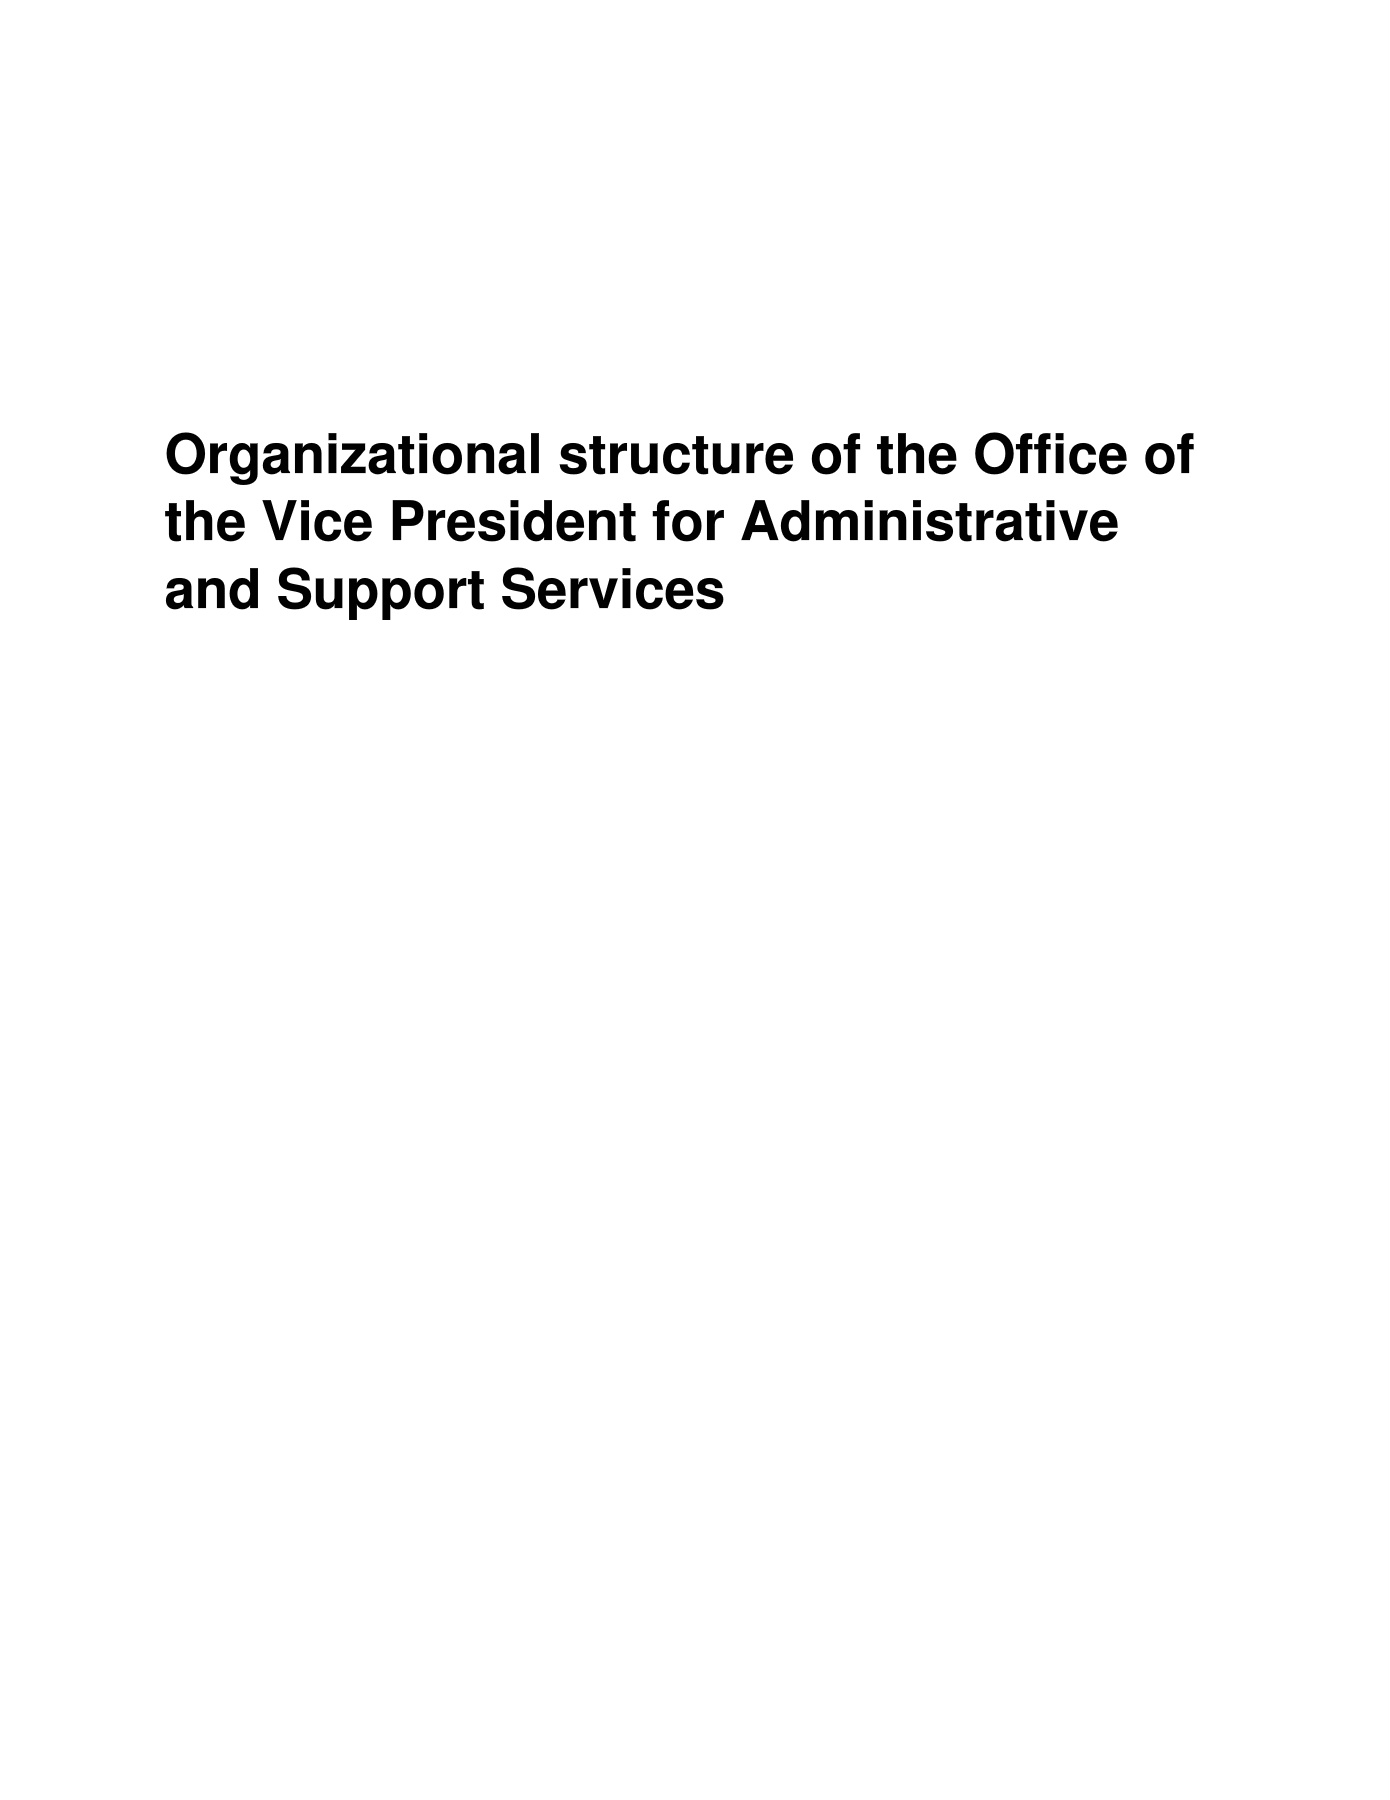 Organizational structure of the Office of
the Vice President for Administrative
and Support Services